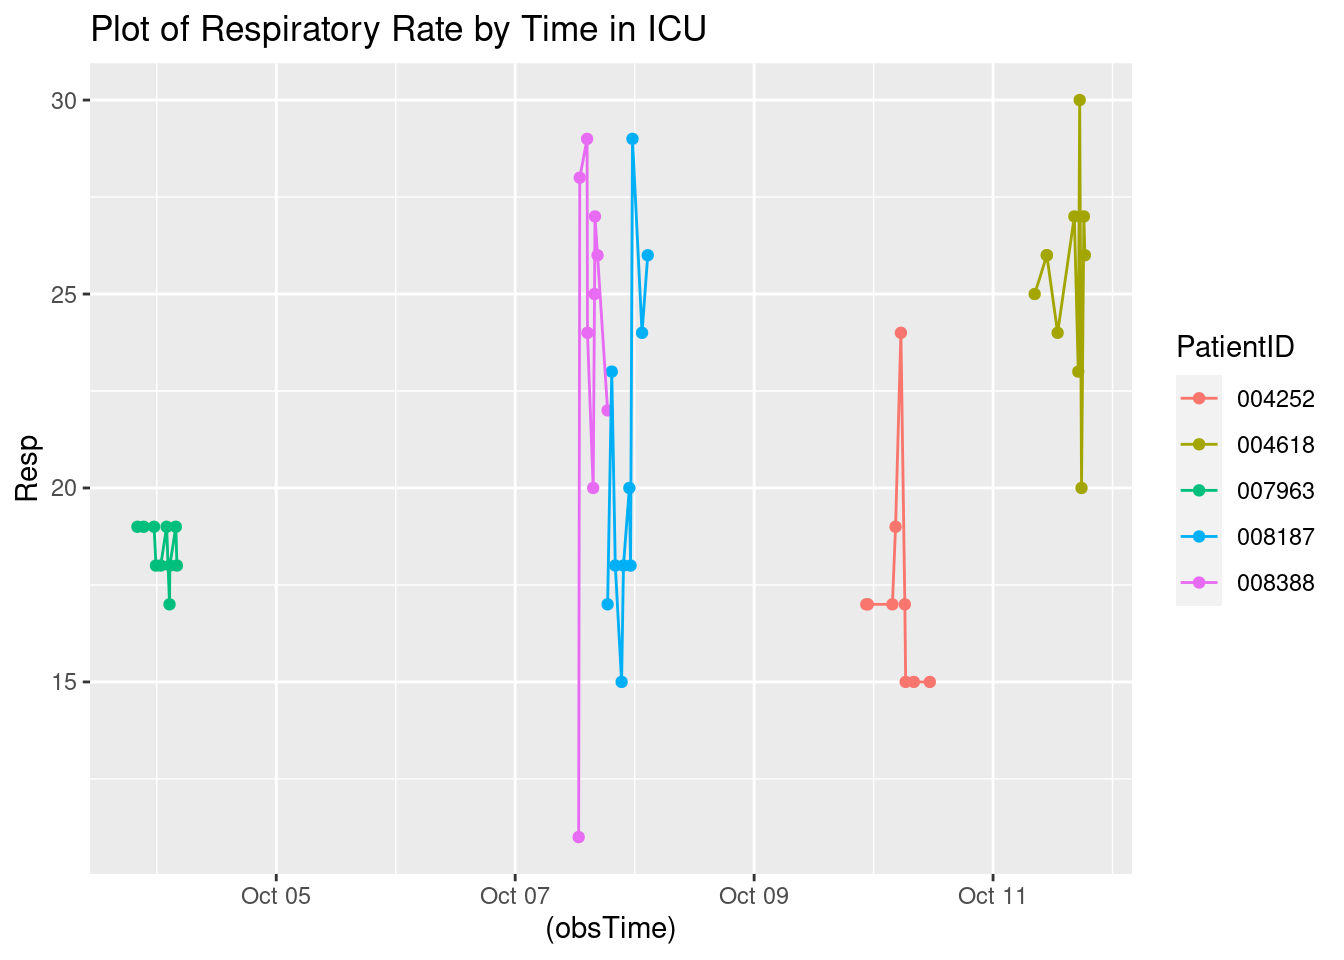 Plot of Respiratory Rate by Time in ICU
30
25
20
15
Resp
Oct 05 Oct 07 Oct 09 Oct 11
(obsTime)
PatientID
004252
004618
007963
008187
008388